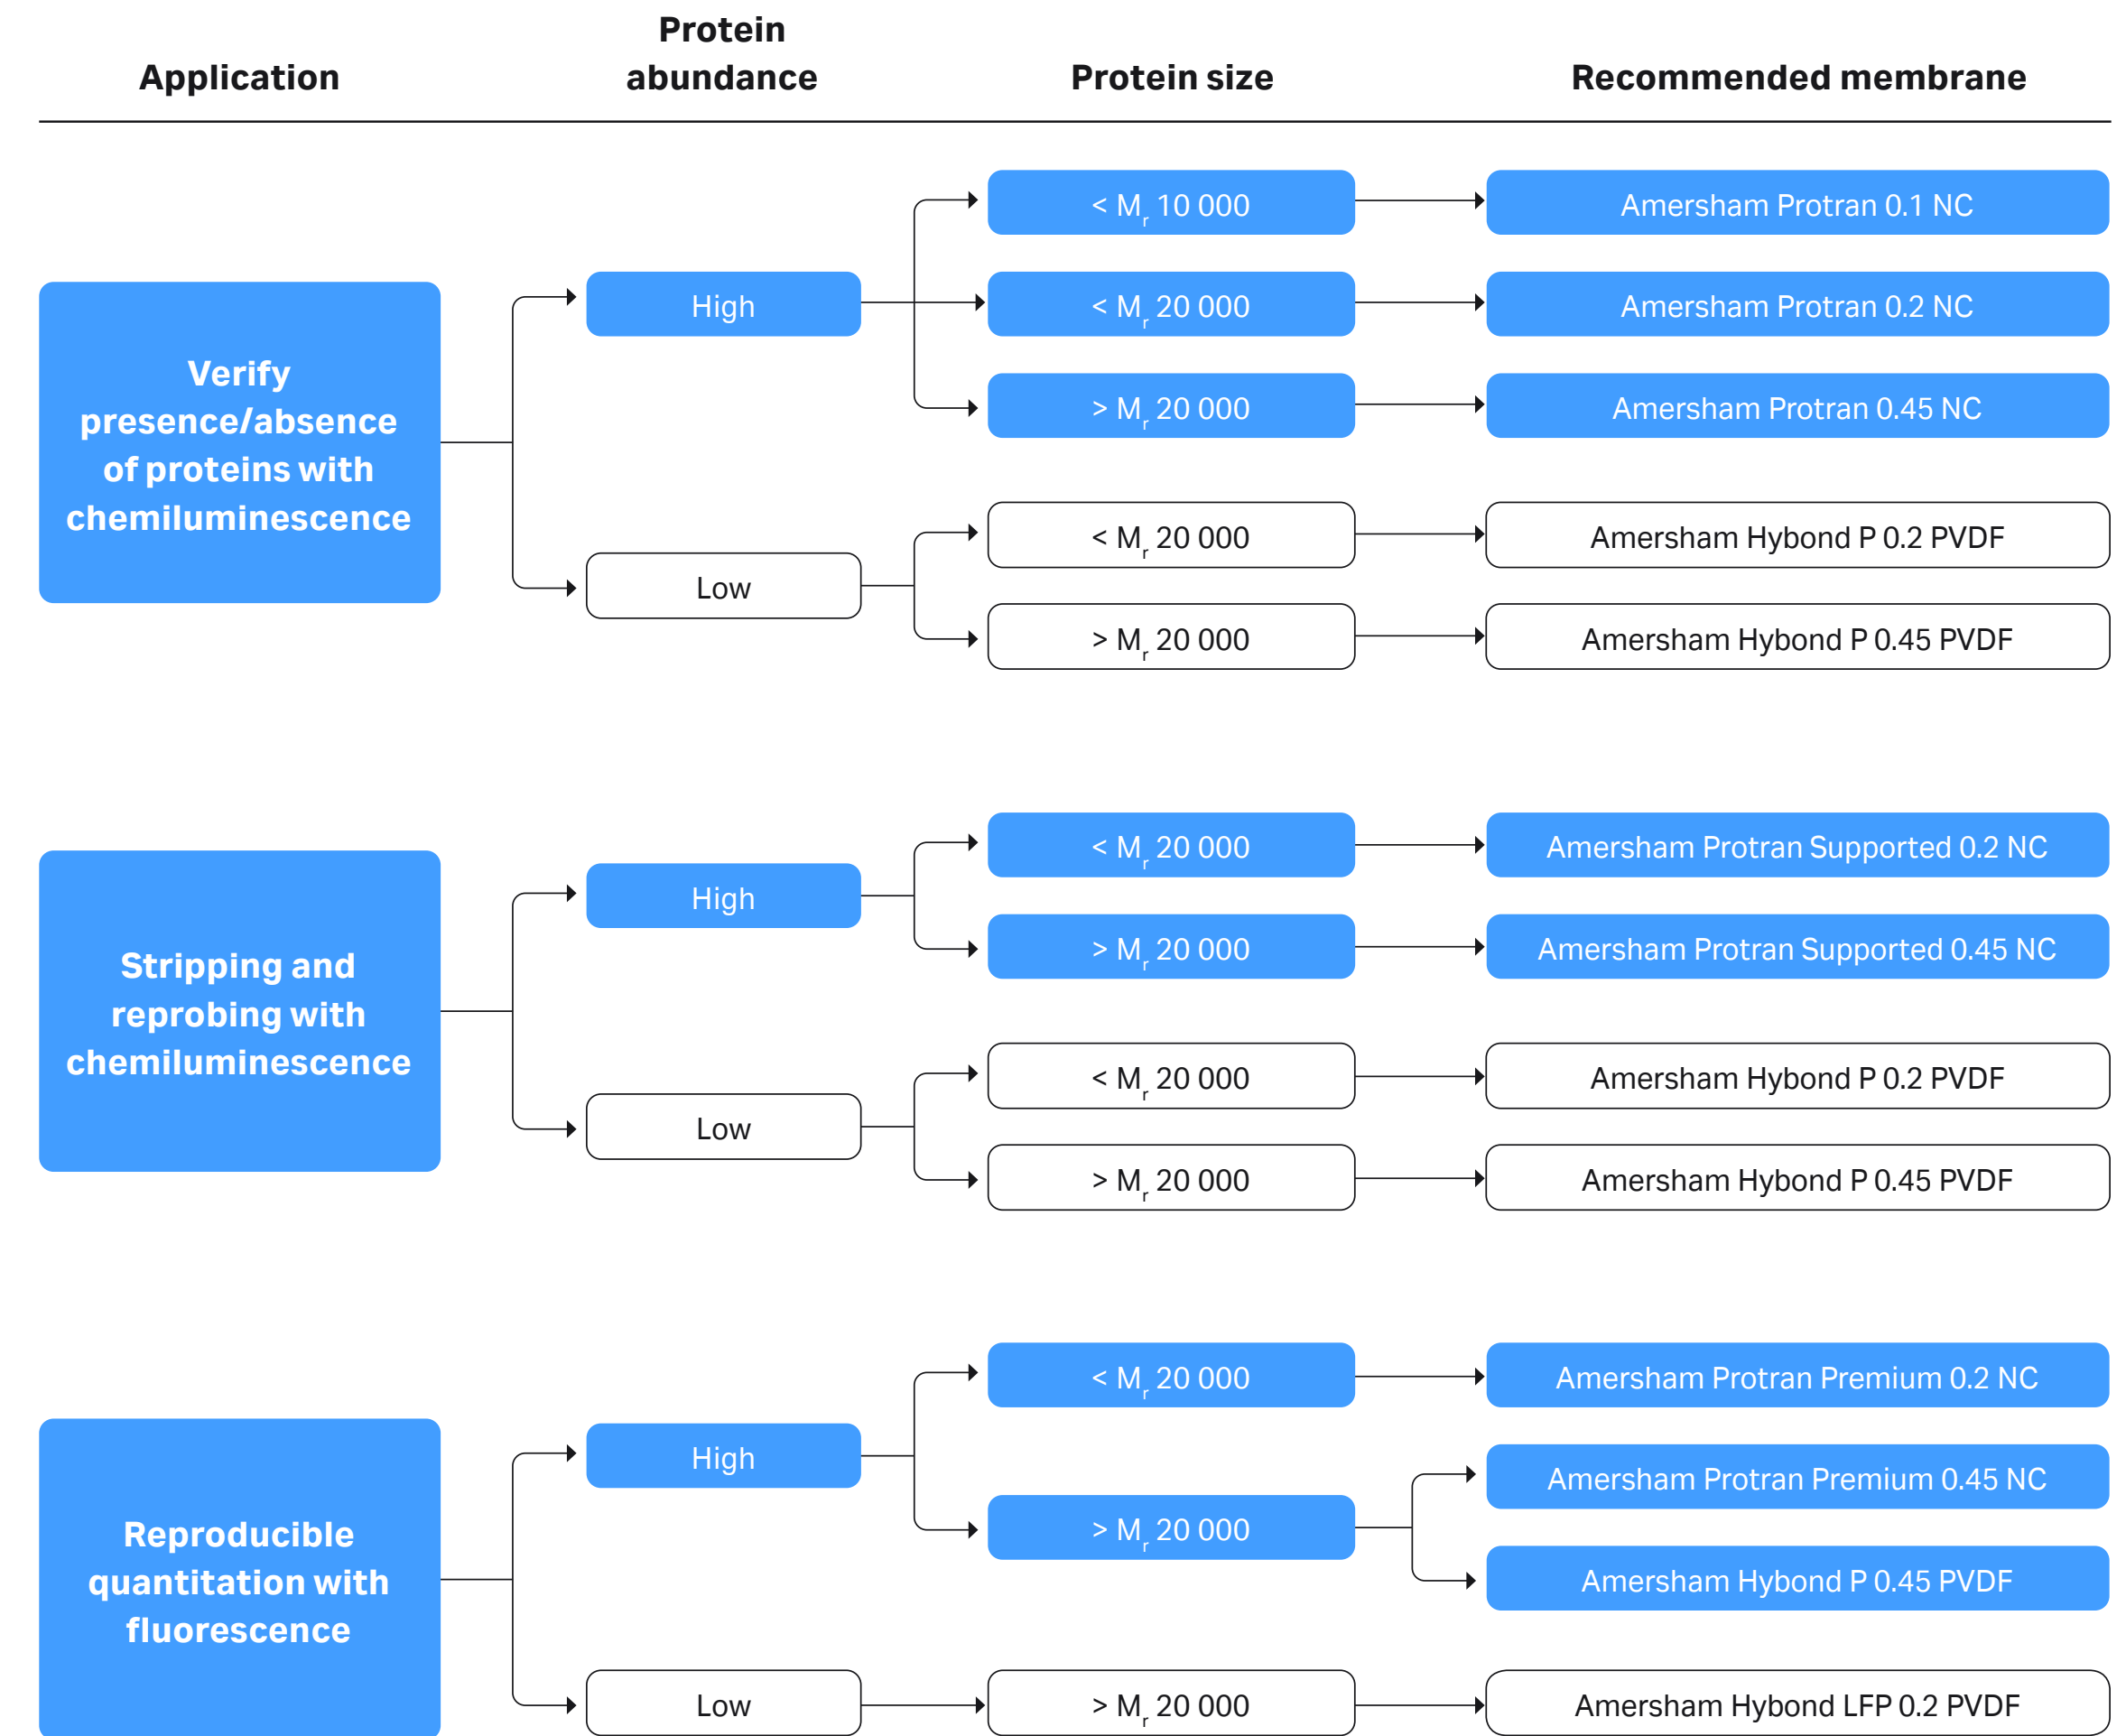 Application
Protein
abundance
Protein size
Recommended membrane
Verify
presence/absence
of proteins with
chemiluminescence
High
< Mr 10 000
Amersham Protran 0.1 NC
< Mr 20 000
Amersham Protran 0.2 NC
> Mr 20 000
Amersham Protran 0.45 NC
Low
< Mr 20 000
Amersham Hybond P 0.2 PVDF
> Mr 20 000
Amersham Hybond P 0.45 PVDF
Stripping and
reprobing with
chemiluminescence
High
< Mr 20 000
Amersham Protran Supported 0.2 NC
> Mr 20 000
Amersham Protran Supported 0.45 NC
Low
< Mr 20 000
Amersham Hybond P 0.2 PVDF
> Mr 20 000
Amersham Hybond P 0.45 PVDF
Reproducible
quantitation with
fluorescence
High
< Mr 20 000
Amersham Protran Premium 0.2 NC
> Mr 20 000
Amersham Protran Premium 0.45 NC
Amersham Hybond P 0.45 PVDF
Low
> Mr 20 000
Amersham Hybond LFP 0.2 PVDF